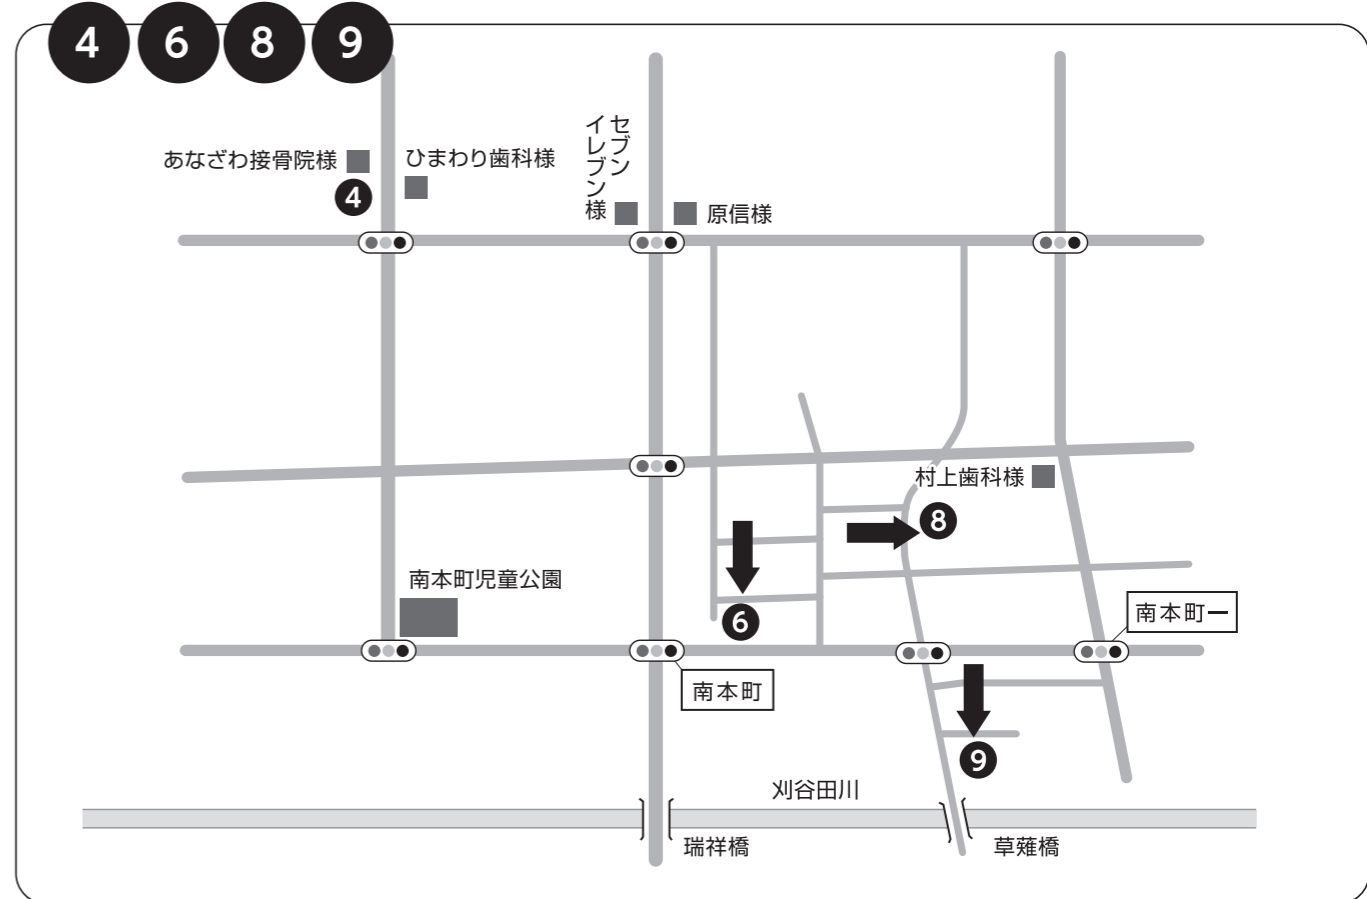 4 6 8 9
あなざわ接骨院様
ひまわり歯科様
4
セブン
イレブン様
原信様
村上歯科様
8
南本町児童公園
6
南本町一
南本町
9
刈谷田川
瑞祥橋
草薙橋